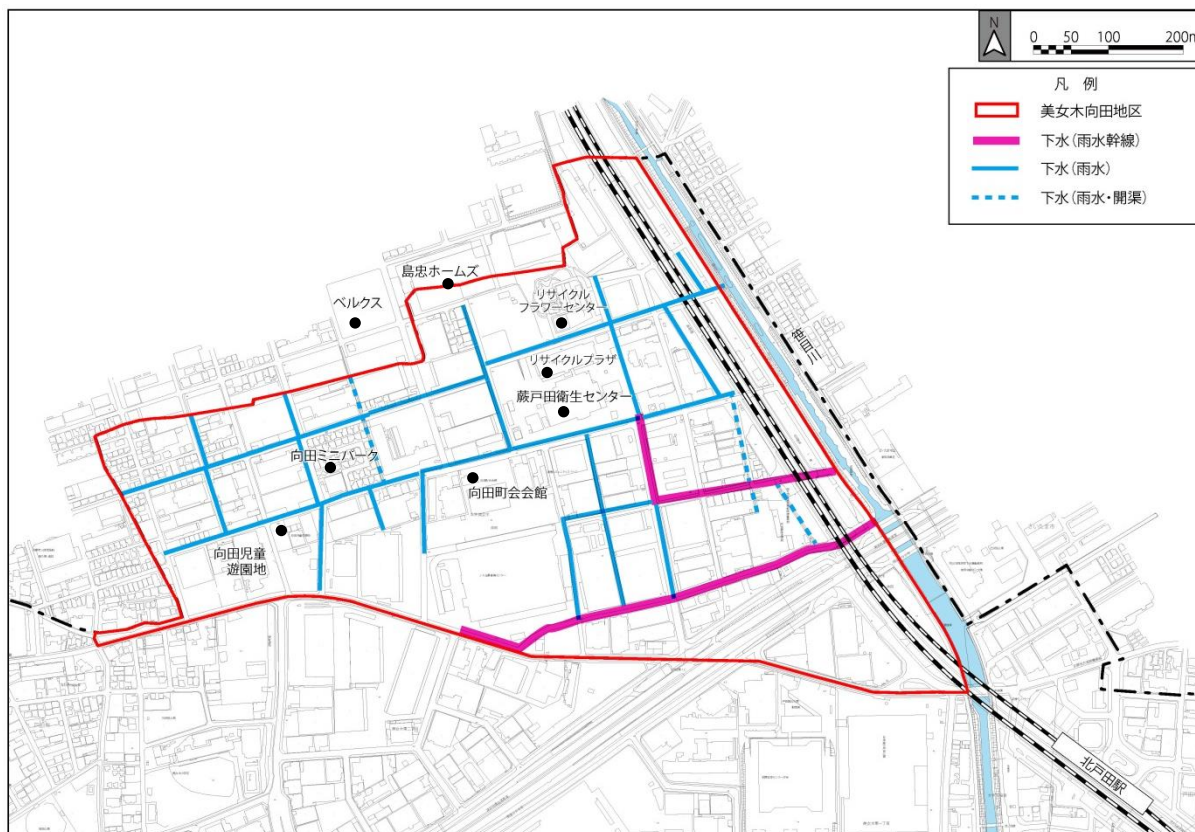 N
0 50 100 200m
凡 例
美女木向田地区
下水(雨水幹線)
下水(雨水)
下水(雨水・開渠)
島忠ホームズ
ベルクス
リサイクル
フラワーセンター
リサイクルプラザ
蕨戸田衛生センター
笹目川
向田ミニパーク
向田町会会館
向田児童
遊園地
北戸田駅